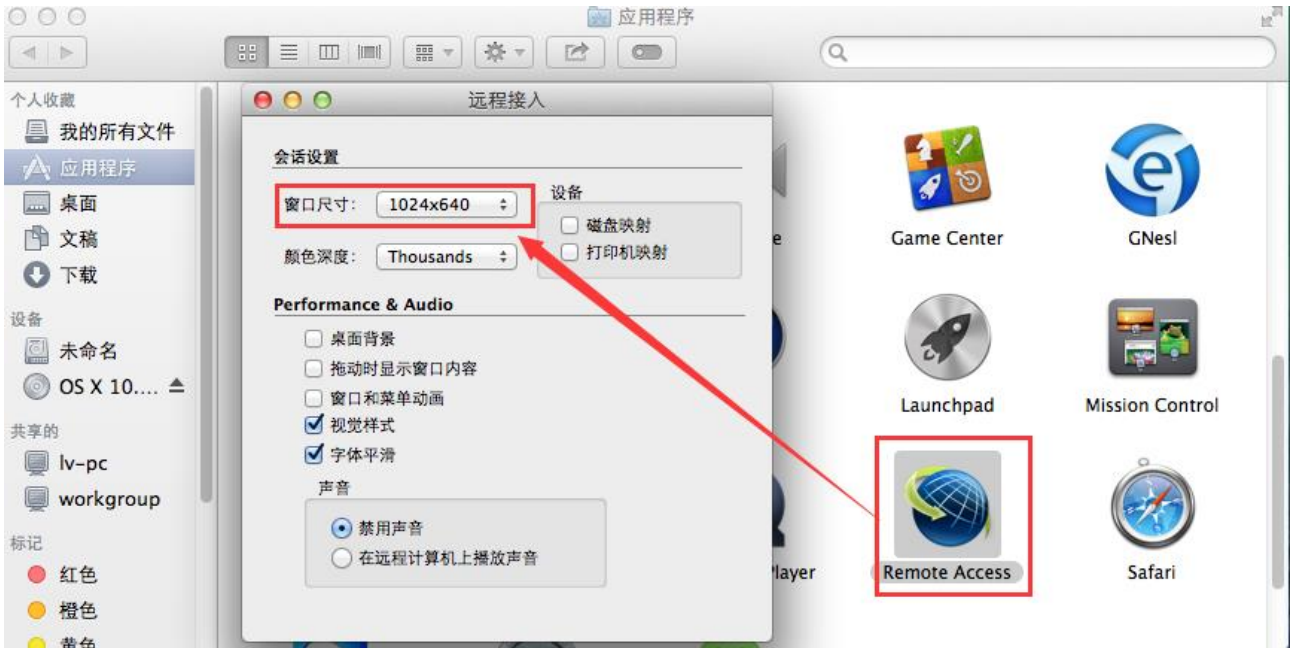 应用程序
个人收藏
我的所有文件
应用程序
桌面
文稿
下载
设备
未命名
OS X 10....
共享的
lv-pc
workgroup
标记
红色
橙色
黄色
远程接入
会话设置
窗口尺寸: 1024x640
颜色深度: Thousands
设备
磁盘映射
打印机映射
Performance & Audio
桌面背景
拖动时显示窗口内容
窗口和菜单动画
视觉样式
字体平滑
声音
禁用声音
在远程计算机上播放声音
Game Center
GNesl
Launchpad
Mission Control
Remote Access
Safari